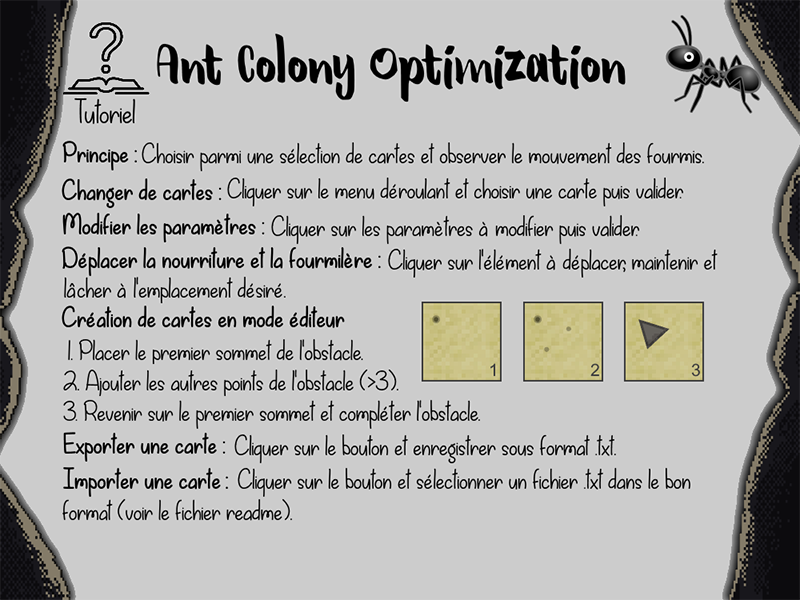 Ant Colony Optimization
Tutoriel
Principe : Choisir parmi une sélection de cartes et observer le mouvement des fourmis.
Changer de cartes : Cliquer sur le menu déroulant et choisir une carte puis valider.
Modifier les paramètres : Cliquer sur les paramètres à modifier puis valider.
Déplacer la nourriture et la fourmilère : Cliquer sur l'élément à déplacer, maintenir et
lâcher à l'emplacement désiré.
Création de cartes en mode éditeur
1. Placer le premier sommet de l'obstacle.
2. Ajouter les autres points de l'obstacle (>3).
3. Revenir sur le premier sommet et compléter l'obstacle.
1
2
3
Exporter une carte : Cliquer sur le bouton et enregistrer sous format .txt.
Importer une carte : Cliquer sur le bouton et sélectionner un fichier .txt dans le bon
format (voir le fichier readme).